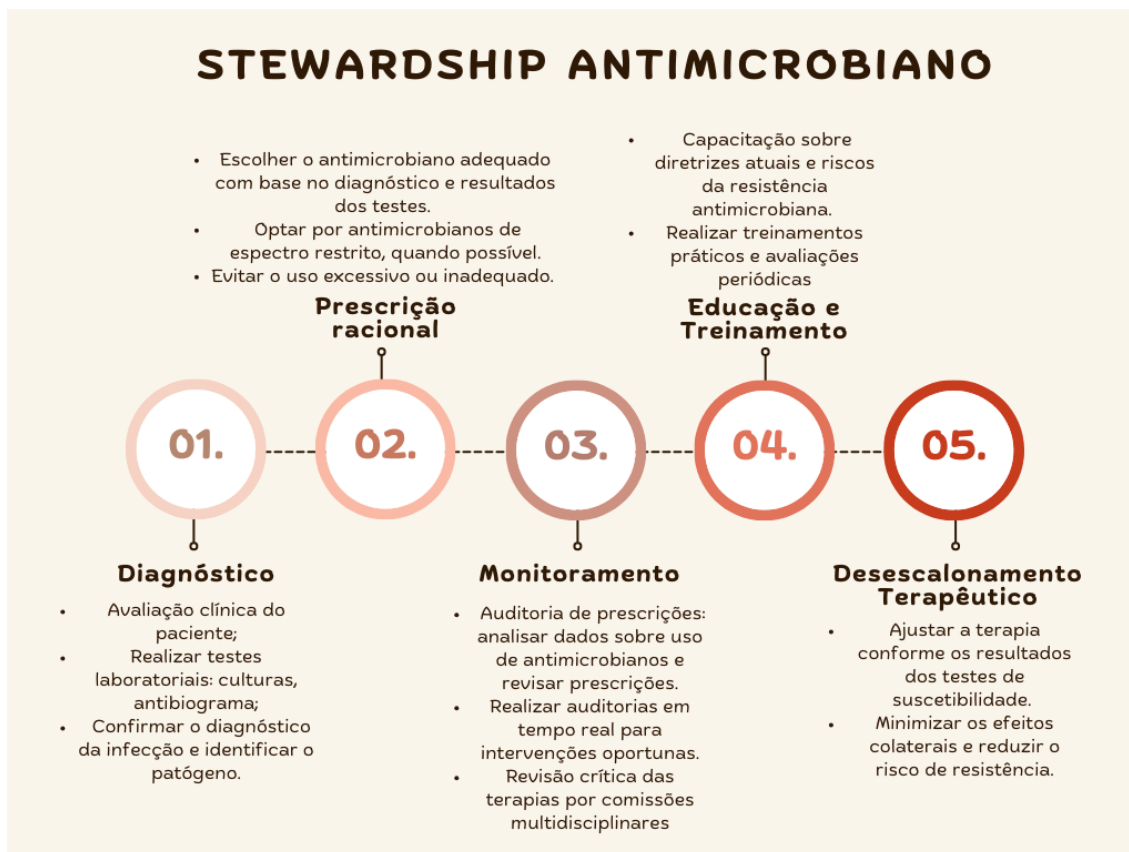 STEWARDSHIP ANTIMICROBIANO
• Escolher o antimicrobiano adequado
com base no diagnóstico e resultados
dos testes.
• Optar por antimicrobianos de
espectro restrito, quando possível.
• Evitar o uso excessivo ou inadequado.
Prescrição
racional
• Capacitação sobre
diretrizes atuais e riscos
da resistência
antimicrobiana.
• Realizar treinamentos
práticos e avaliações
periódicas
Educação e
Treinamento
01.
02.
03.
04.
05.
Diagnóstico
• Avaliação clínica do
paciente;
• Realizar testes
laboratoriais: culturas,
antibiograma;
• Confirmar o diagnóstico
da infecção e identificar o
patógeno.
Monitoramento
• Auditoria de prescrições:
analisar dados sobre uso
de antimicrobianos e
revisar prescrições.
• Realizar auditorias em
tempo real para
intervenções oportunas.
• Revisão crítica das
terapias por comissões
multidisciplinares
Desescalonamento
Terapêutico
• Ajustar a terapia
conforme os resultados
dos testes de
suscetibilidade.
• Minimizar os efeitos
colaterais e reduzir o
risco de resistência.